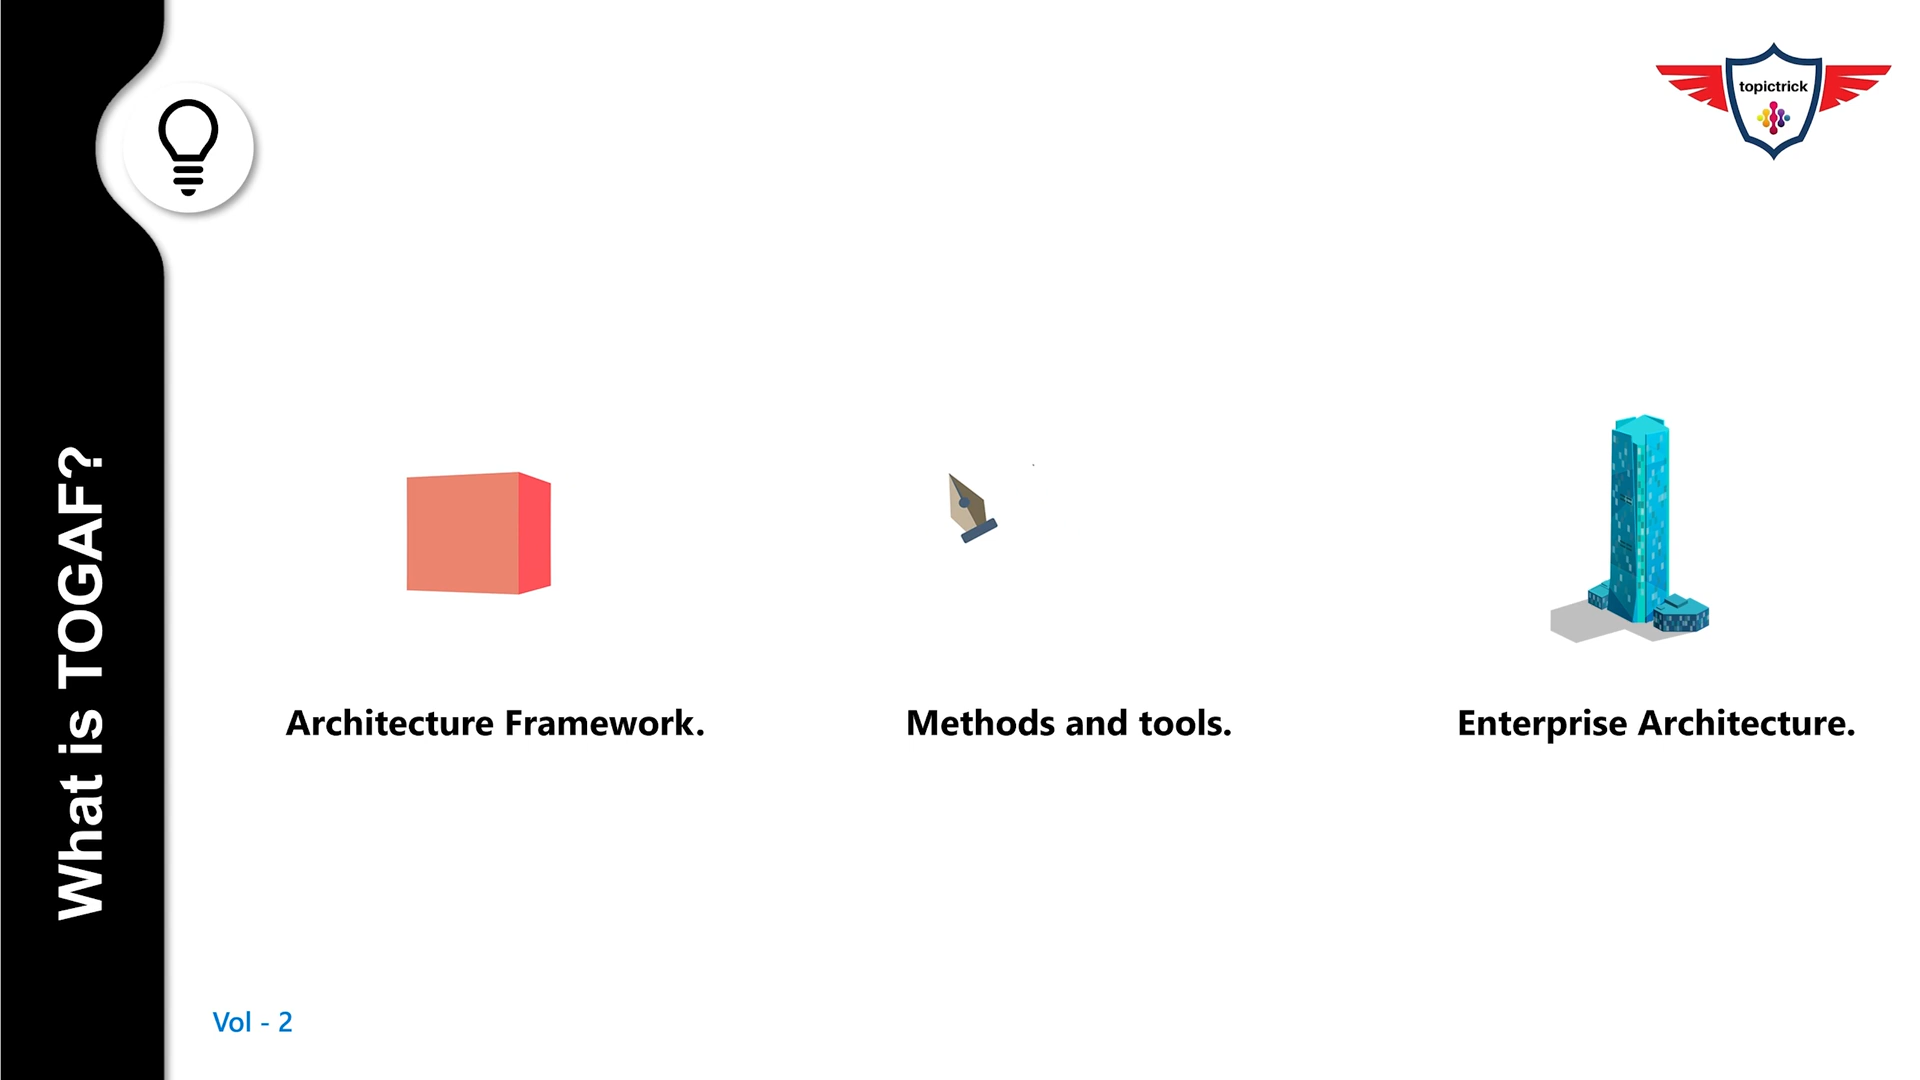 What is TOGAF?
topictrick
Architecture Framework.
Methods and tools.
Enterprise Architecture.
Vol - 2